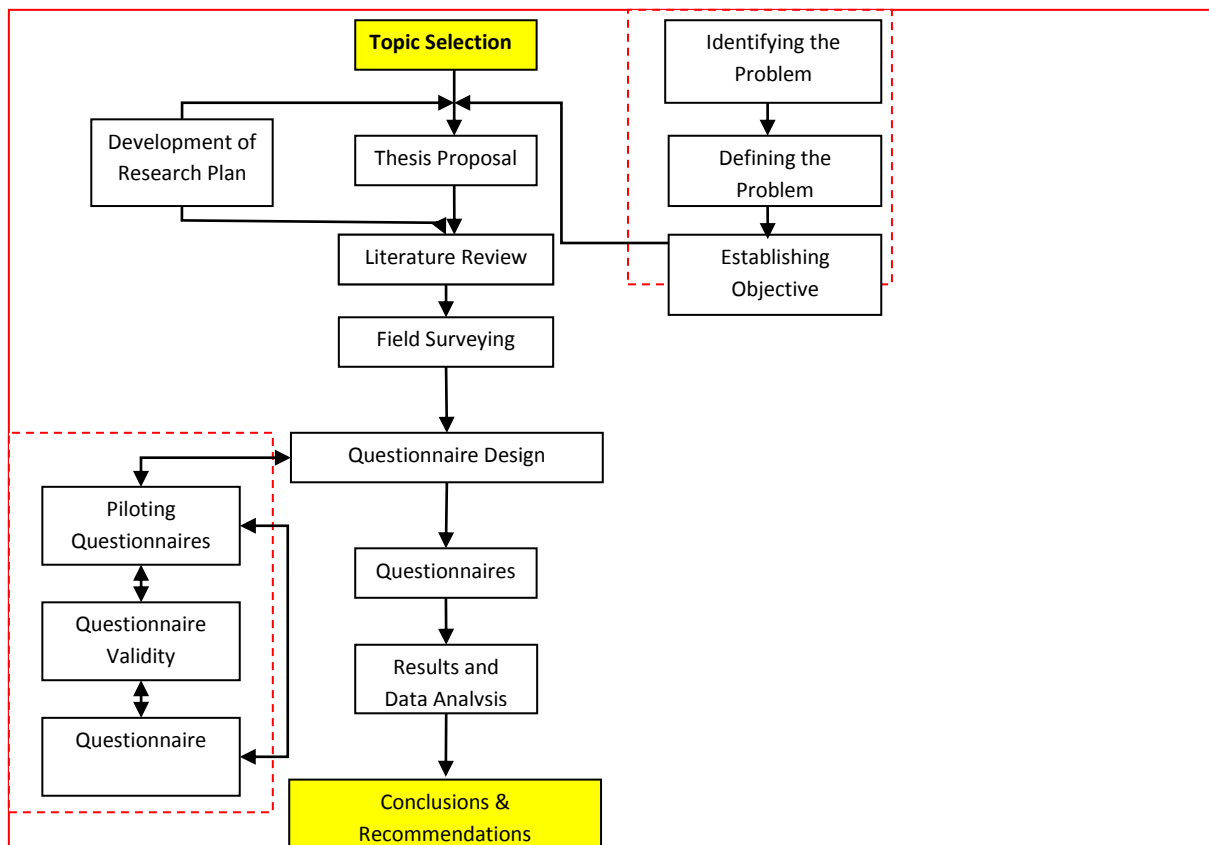 Topic Selection
Identifying the
Problem
Development of
Research Plan
Thesis Proposal
Defining the
Problem
Literature Review
Establishing
Objective
Field Surveying
Questionnaire Design
Piloting
Questionnaires
Questionnaires
Questionnaire
Validity
Results and
Data Analvsis
Questionnaire
Conclusions &
Recommendations